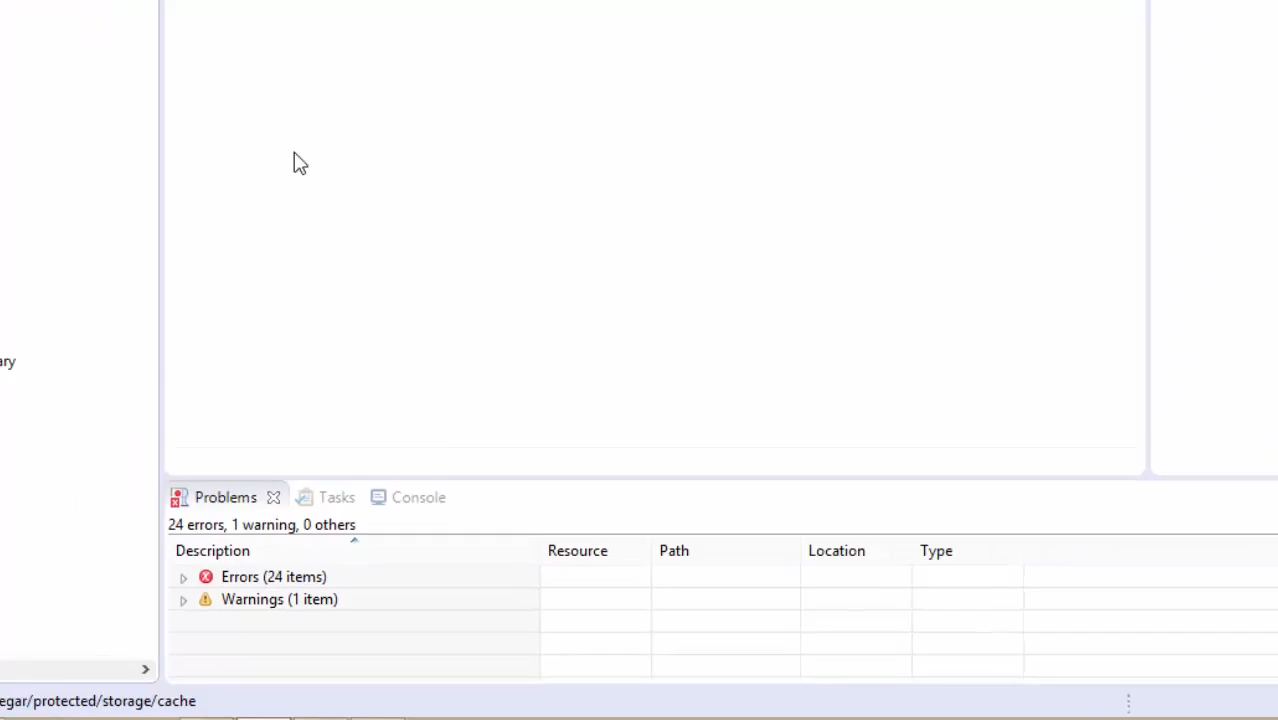 ary
Problems Tasks Console
24 errors, 1 warning, 0 others
Description Resource Path Location Type
Errors (24 items)
Warnings (1 item)
egar/protected/storage/cache